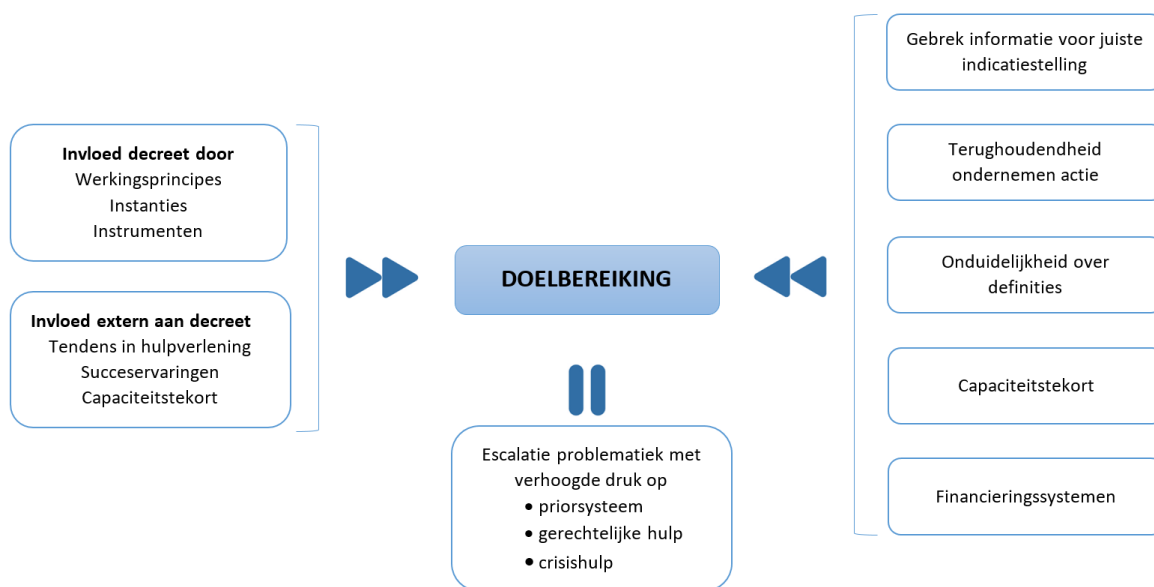 Invloed decreet door
Werkingsprincipes
Instanties
Instrumenten
Invloed extern aan decreet
Tendens in hulpverlening
Succeservaringen
Capaciteitstekort
DOELBEREIKING
Escalatie problematiek met
verhoogde druk op
• priorsysteem
• gerechtelijke hulp
• crisishulp
Gebrek informatie voor juiste
indicatiestelling
Terughoudendheid
ondernemen actie
Onduidelijkheid over
definities
Capaciteitstekort
Financieringssystemen